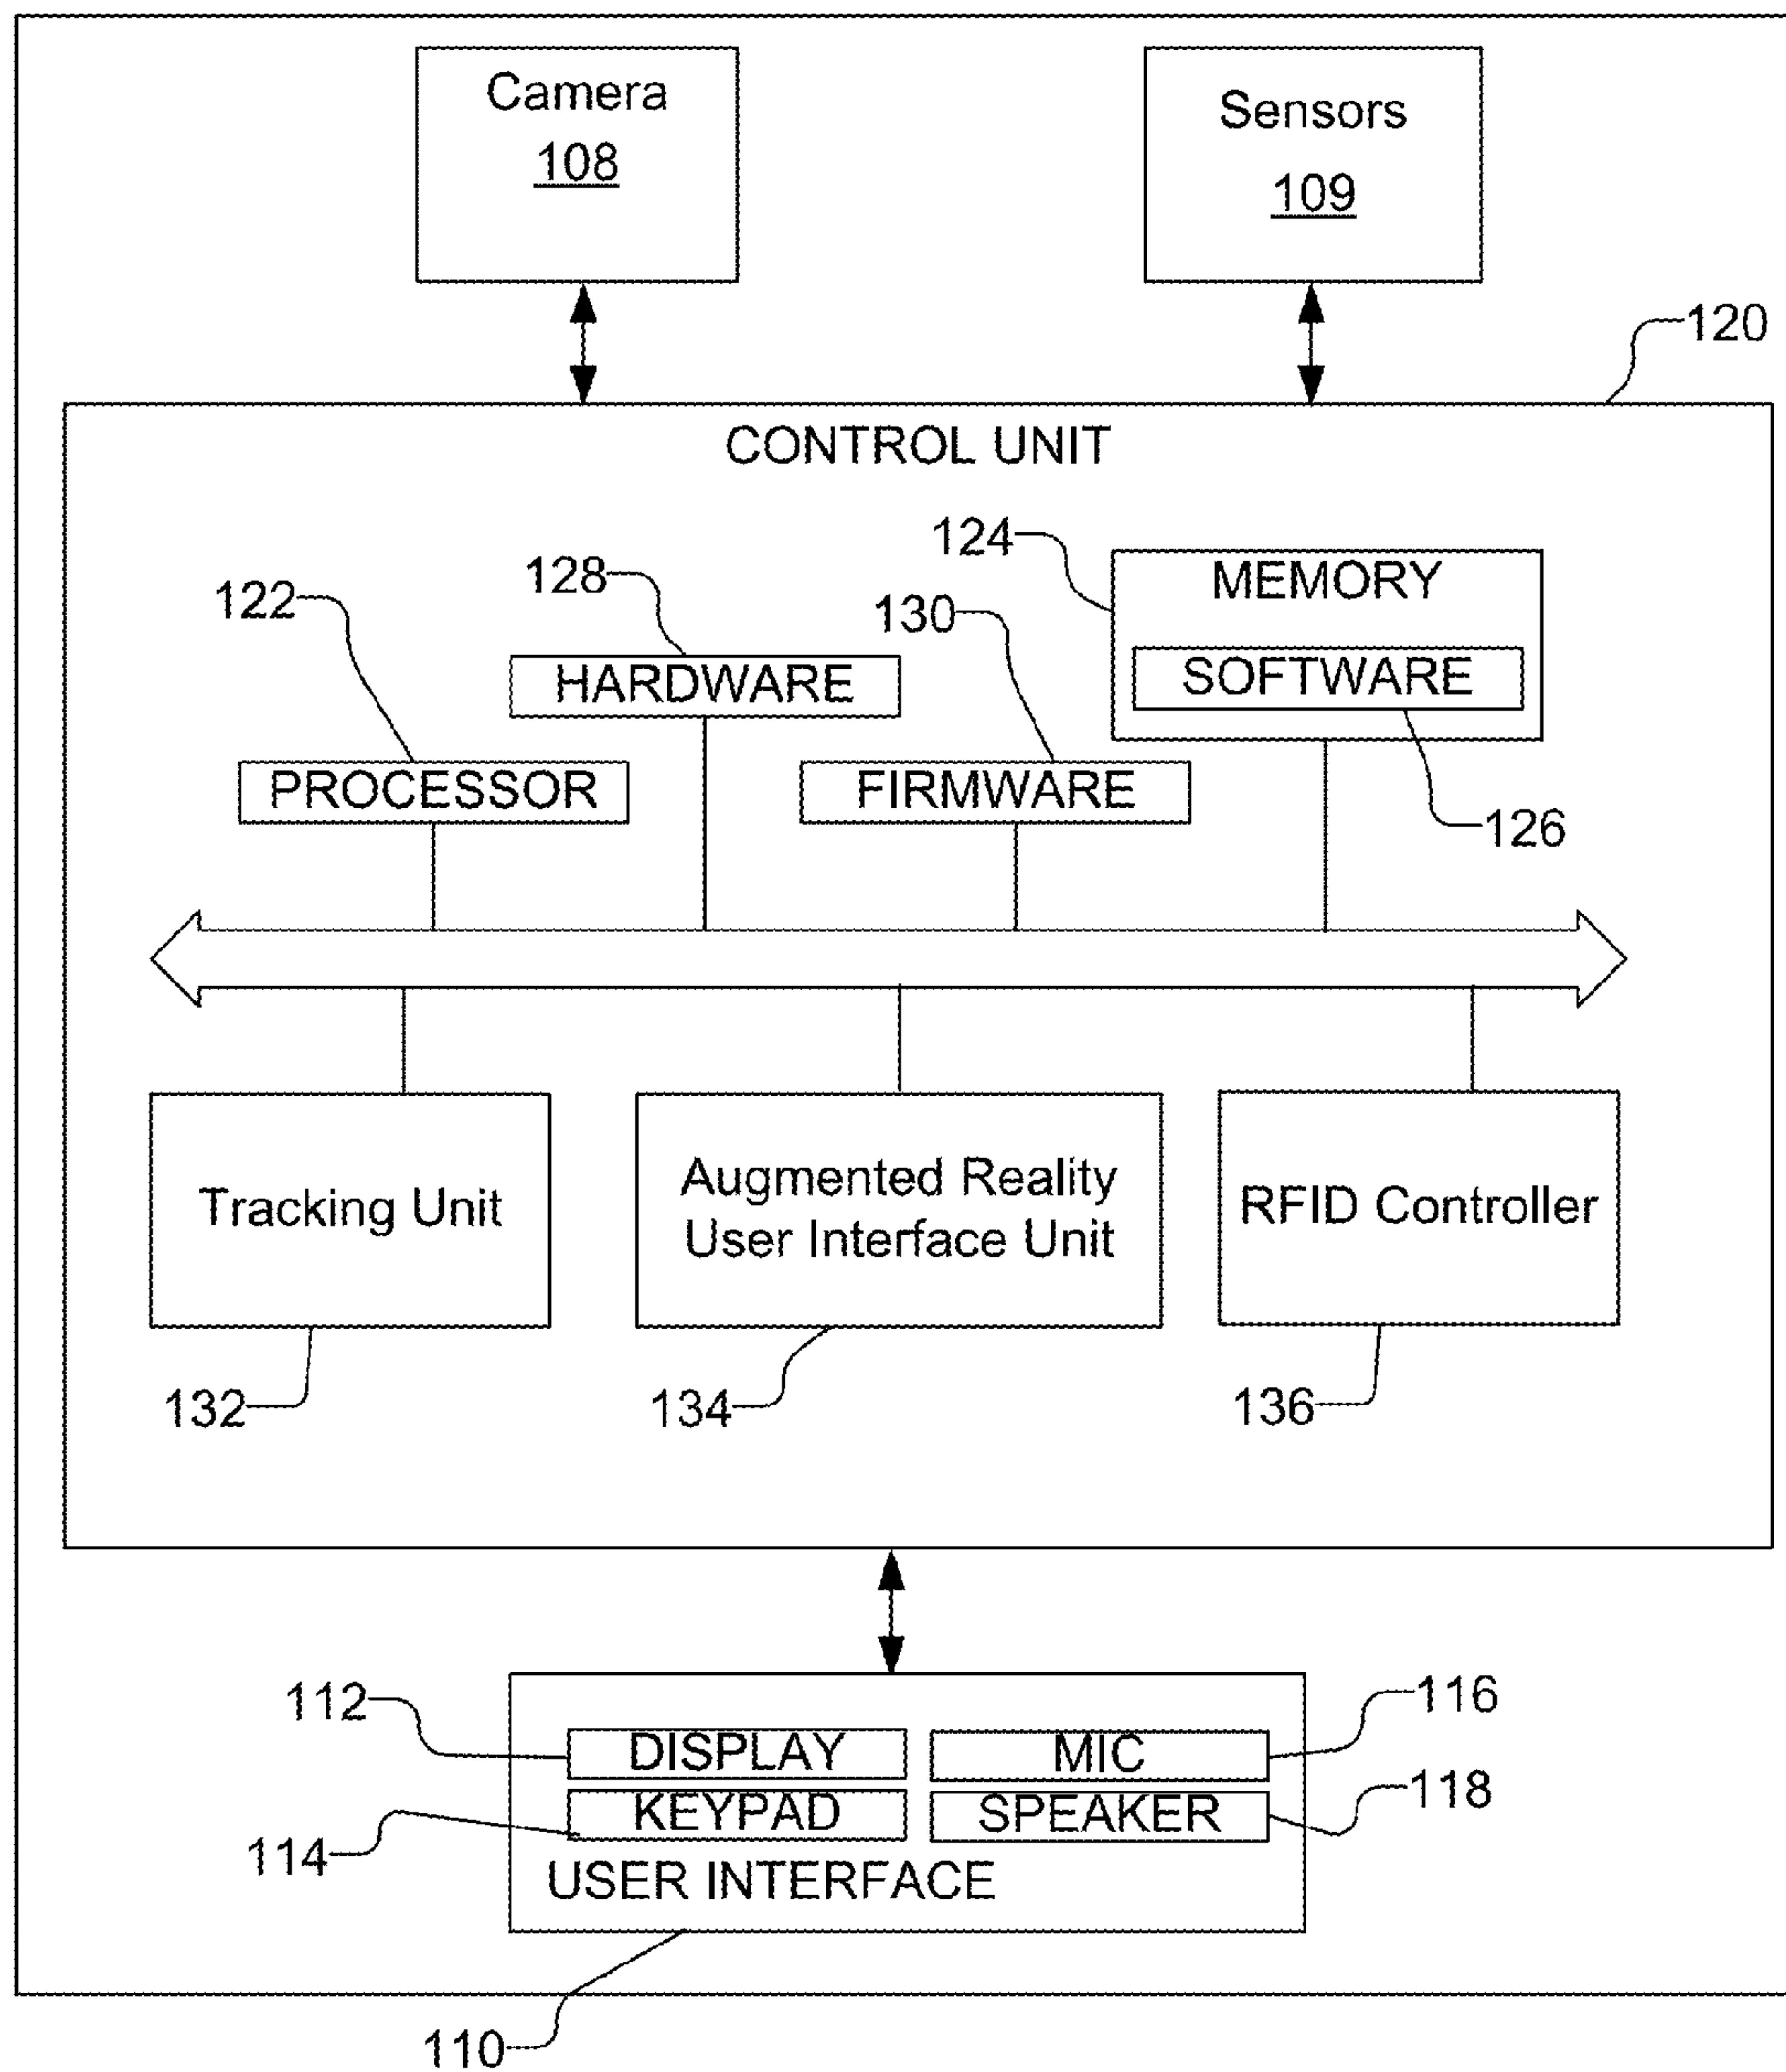 Camera
108
Sensors
109
120
CONTROL UNIT
124
MEMORY
128
122
130
SOFTWARE
HARDWARE
PROCESSOR
FIRMWARE
126
Tracking Unit
Augmented Reality
User Interface Unit
RFID Controller
132
134
136
112
116
DISPLAY
MIC
KEYPAD
SPEAKER
118
114
USER INTERFACE
110